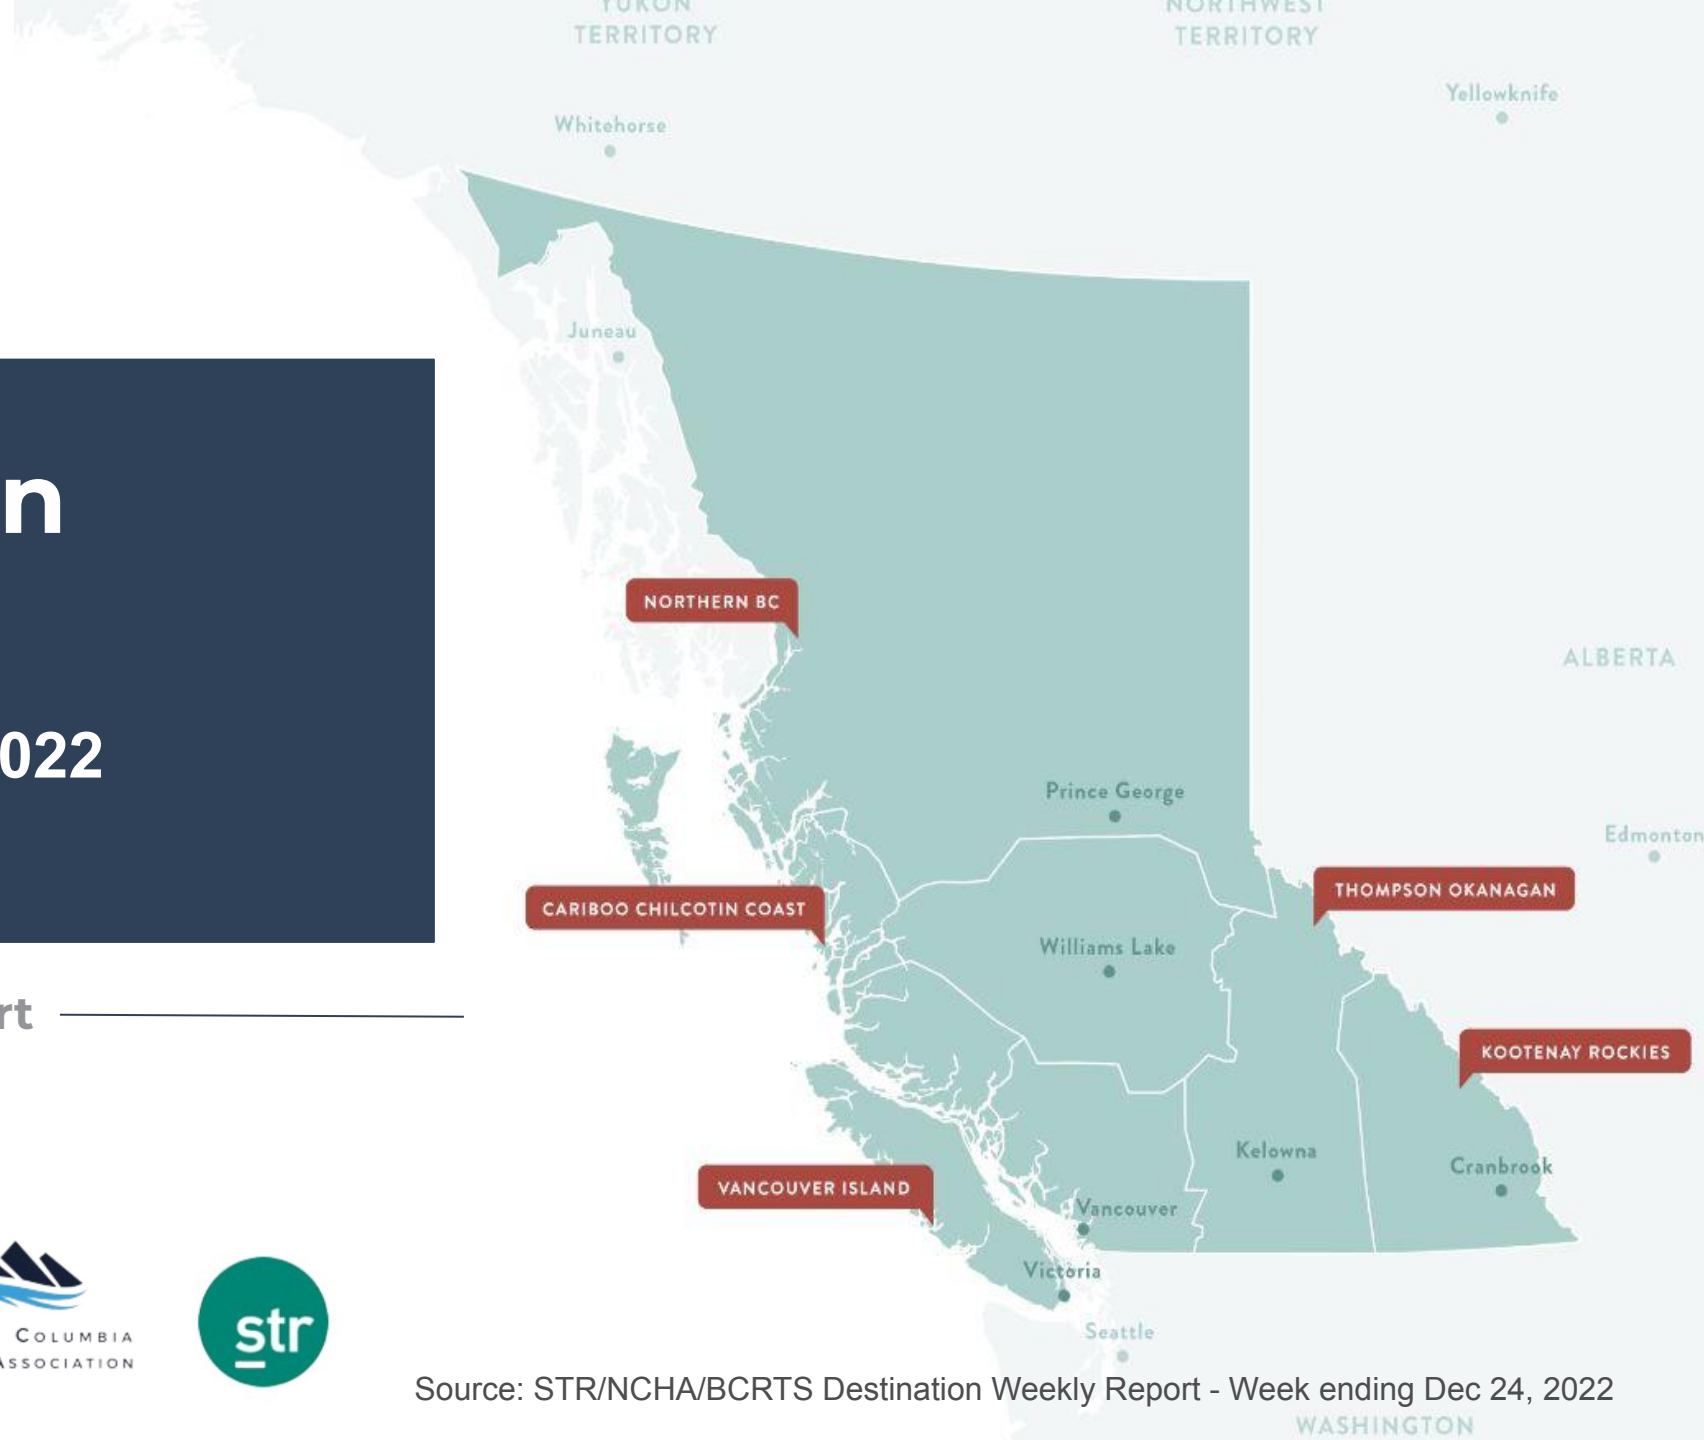 YUKON
TERRITORY
NORTHWEST
TERRITORY
Yellowknife
Whitehorse
Juneau
n
NORTHERN BC
ALBERTA
022
Prince George
Edmonton
THOMPSON OKANAGAN
CARIBOO CHILCOTIN COAST
Williams Lake
rt
KOOTENAY ROCKIES
Kelowna
Cranbrook
VANCOUVER ISLAND
Vancouver
Victoria
COLUMBIA
ASSOCIATION
str
Seattle
Source: STR/NCHA/BCRTS Destination Weekly Report - Week ending Dec 24, 2022
WASHINGTON